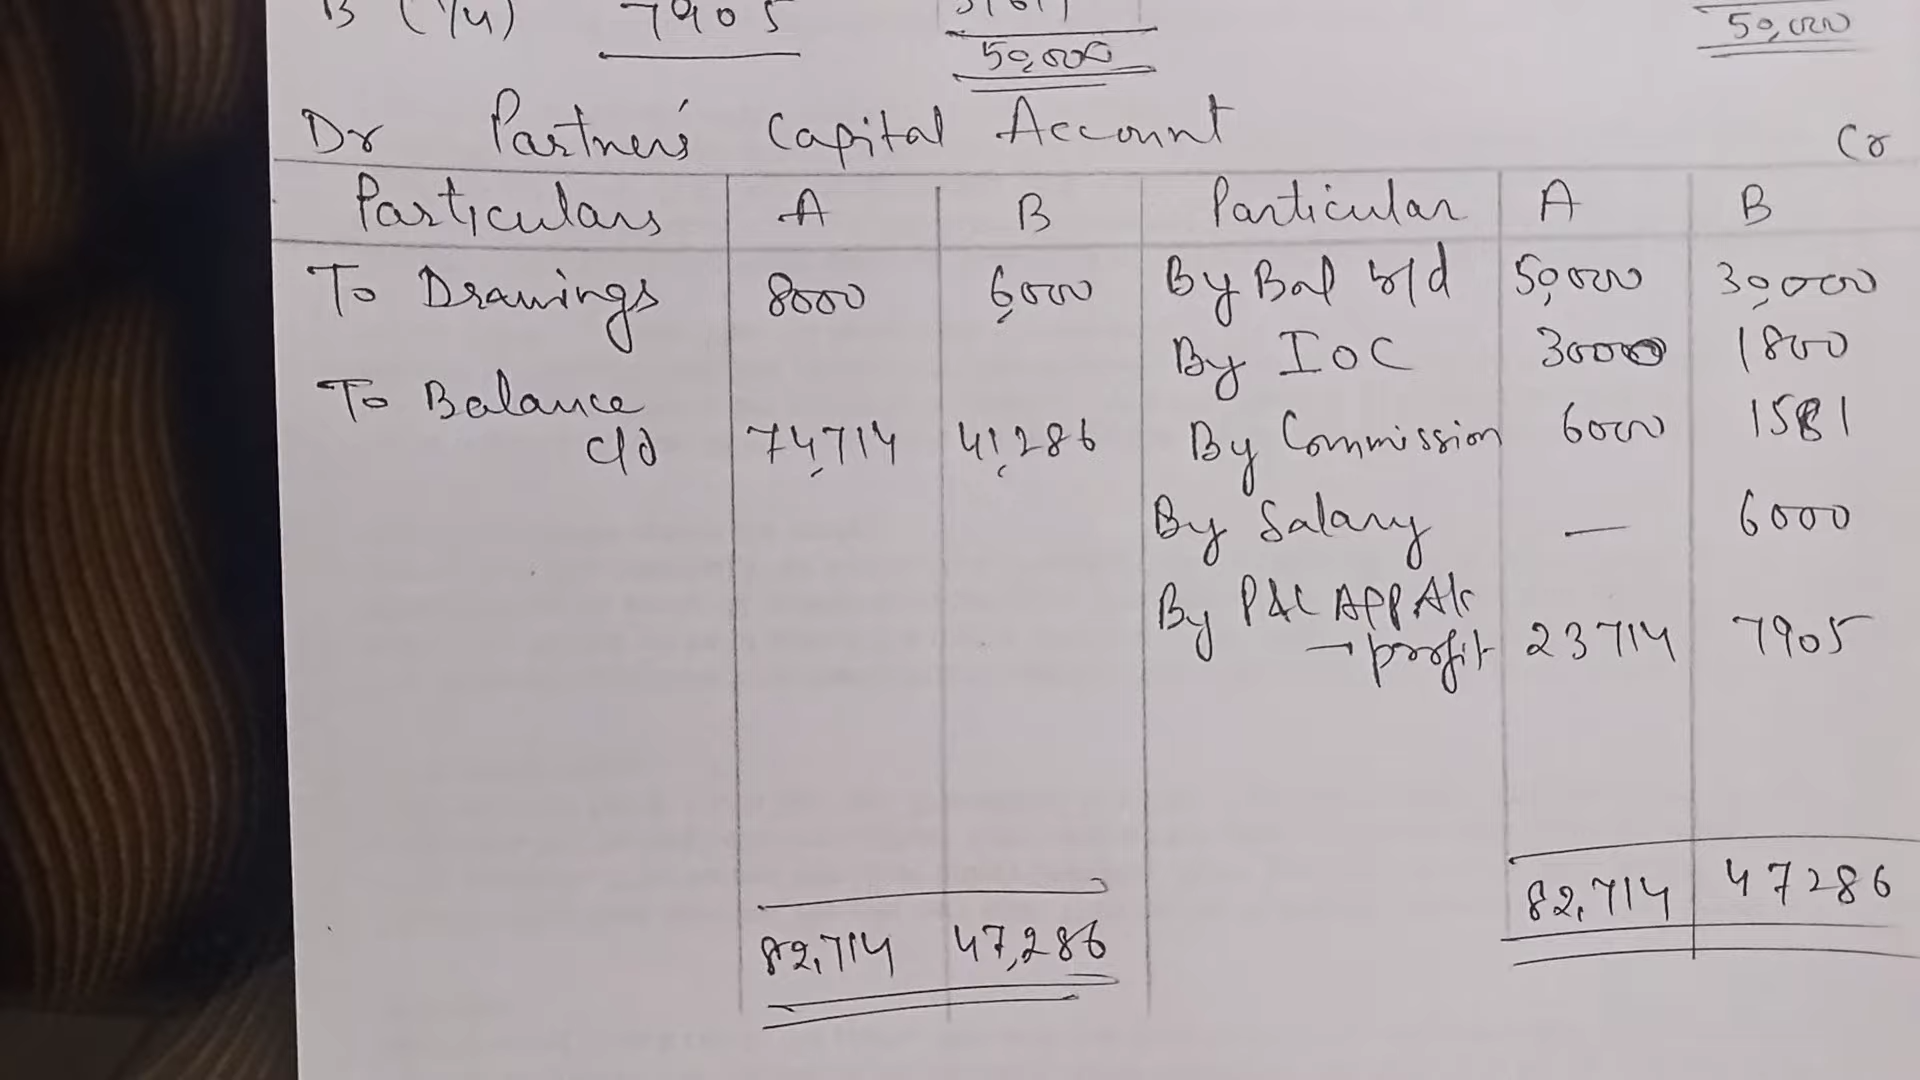 B (1/4) 7905
50,000 50,000
Dr Partner's Capital Account Cr
Particulars A B Particular A B
To Drawings 8000 6000 By Bal b/d 50,000 30,000
By IOC 3000 1800
To Balance
c/d 74,714 41,286 By Commission 6000 1581
By Salary — 6000
By P&L App A/c
→ profit 23714 7905
82,714 47286
82,714 47,286